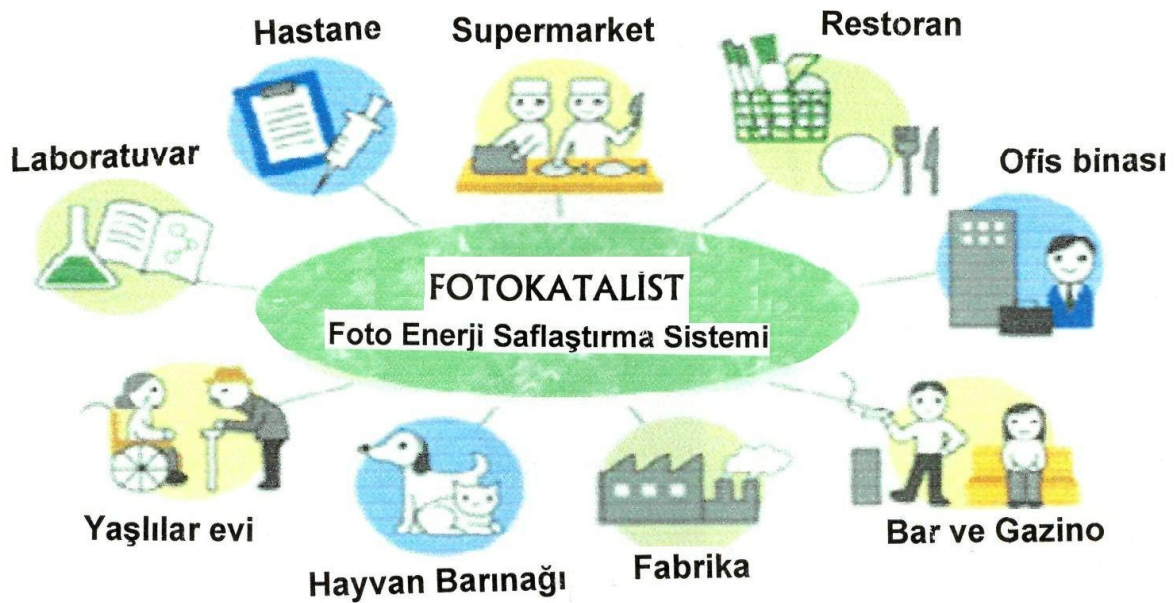 Hastane
Supermarket
Restoran
Laboratuvar
Ofis binası
FOTOKATALİST
Foto Enerji Saflaştırma Sistemi
Yaşlılar evi
Hayvan Barınağı
Fabrika
Bar ve Gazino